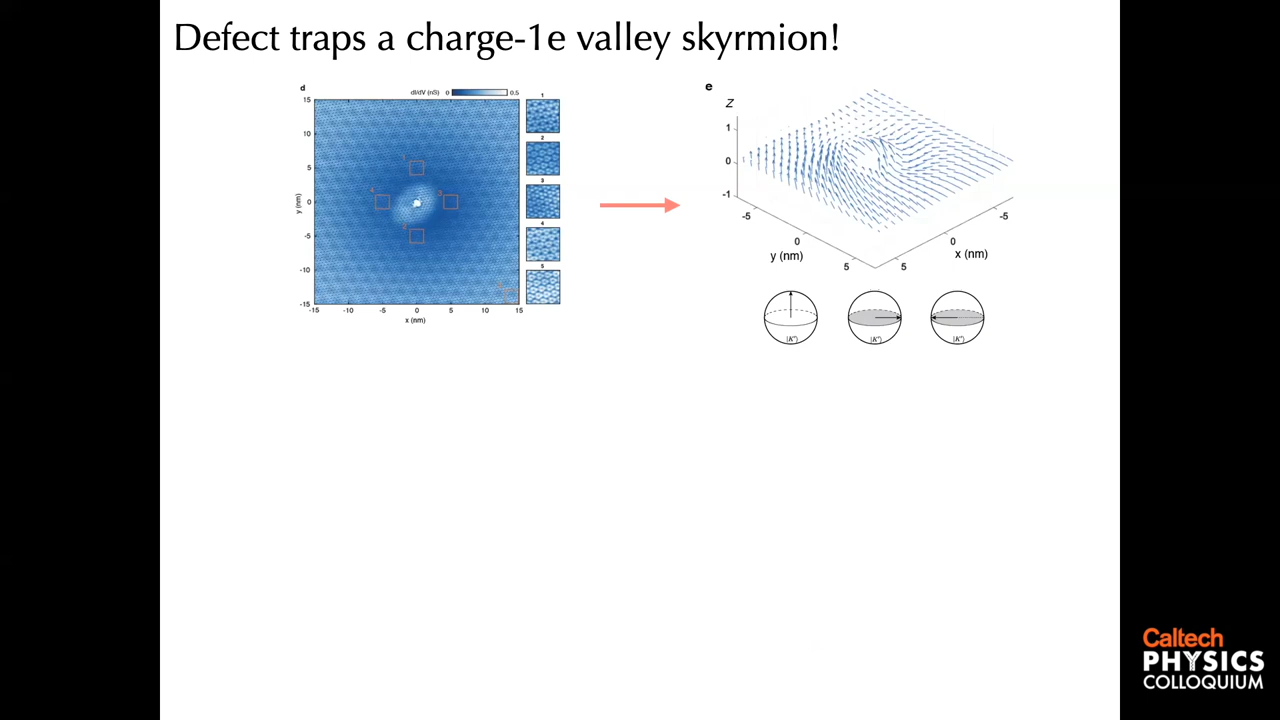 Defect traps a charge-1e valley skyrmion!
d
dI/dV (nS) 0 0.5
15
10
5
0
-5
-10
-15
y (nm)
-15 -10 -5 0 5 10 15
x (nm)
1
2
3
4
5
e
Z
1
0
-1
-5
0
5
y (nm)
-5
0
5
x (nm)
|K'⟩ |K'⟩ |K'⟩
Caltech
PHYSICS
COLLOQUIUM